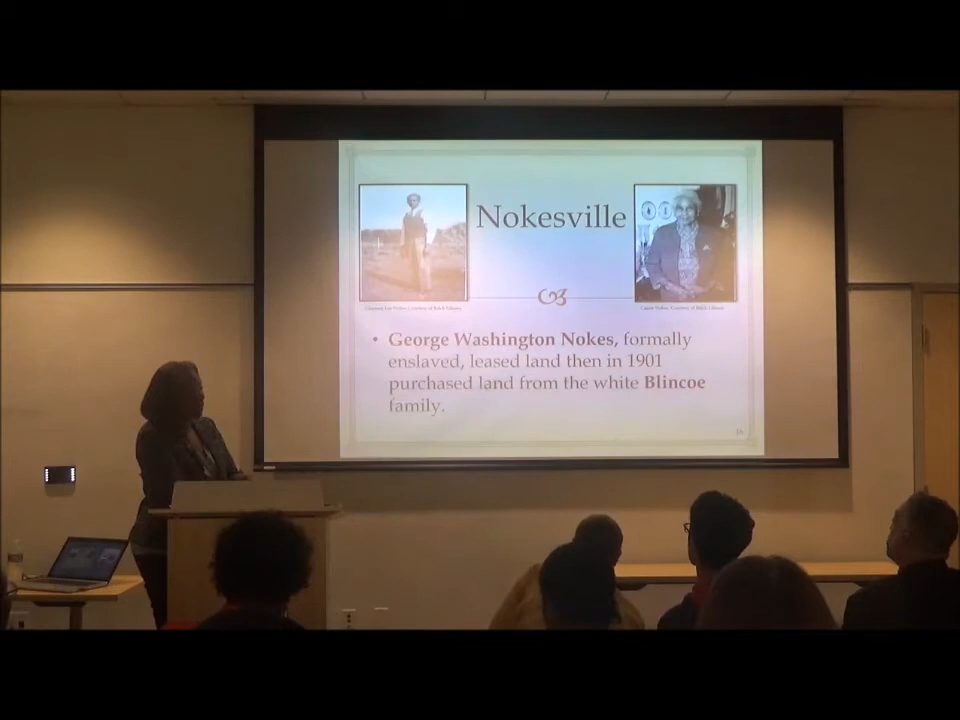 Nokesville
• George Washington Nokes, formally
enslaved, leased land then in 1901
purchased land from the white Blincoe
family.